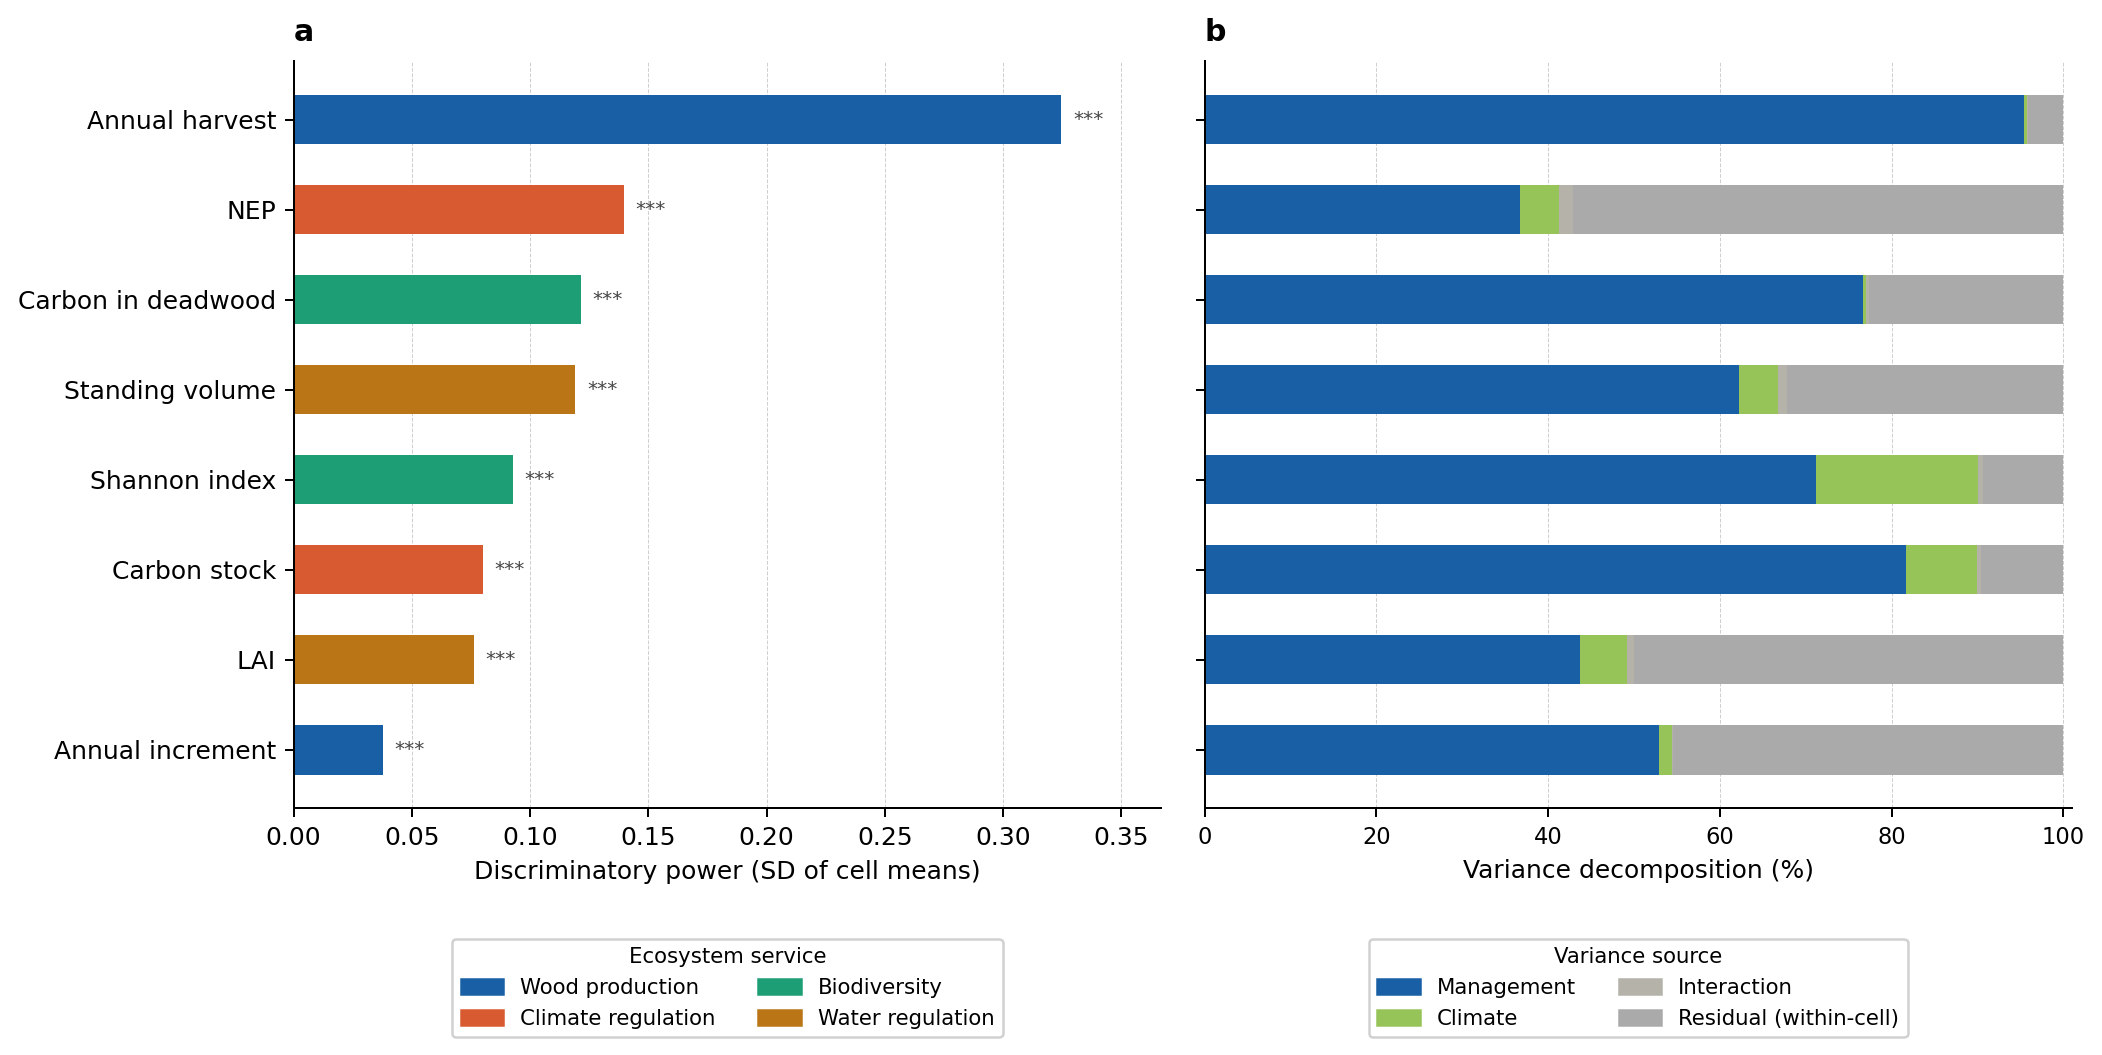 a
b
Annual harvest
***
NEP
***
Carbon in deadwood
***
Standing volume
***
Shannon index
***
Carbon stock
***
LAI
***
Annual increment
***
0.00 0.05 0.10 0.15 0.20 0.25 0.30 0.35
Discriminatory power (SD of cell means)
0 20 40 60 80 100
Variance decomposition (%)
Ecosystem service
Wood production Biodiversity
Climate regulation Water regulation
Variance source
Management Interaction
Climate Residual (within-cell)